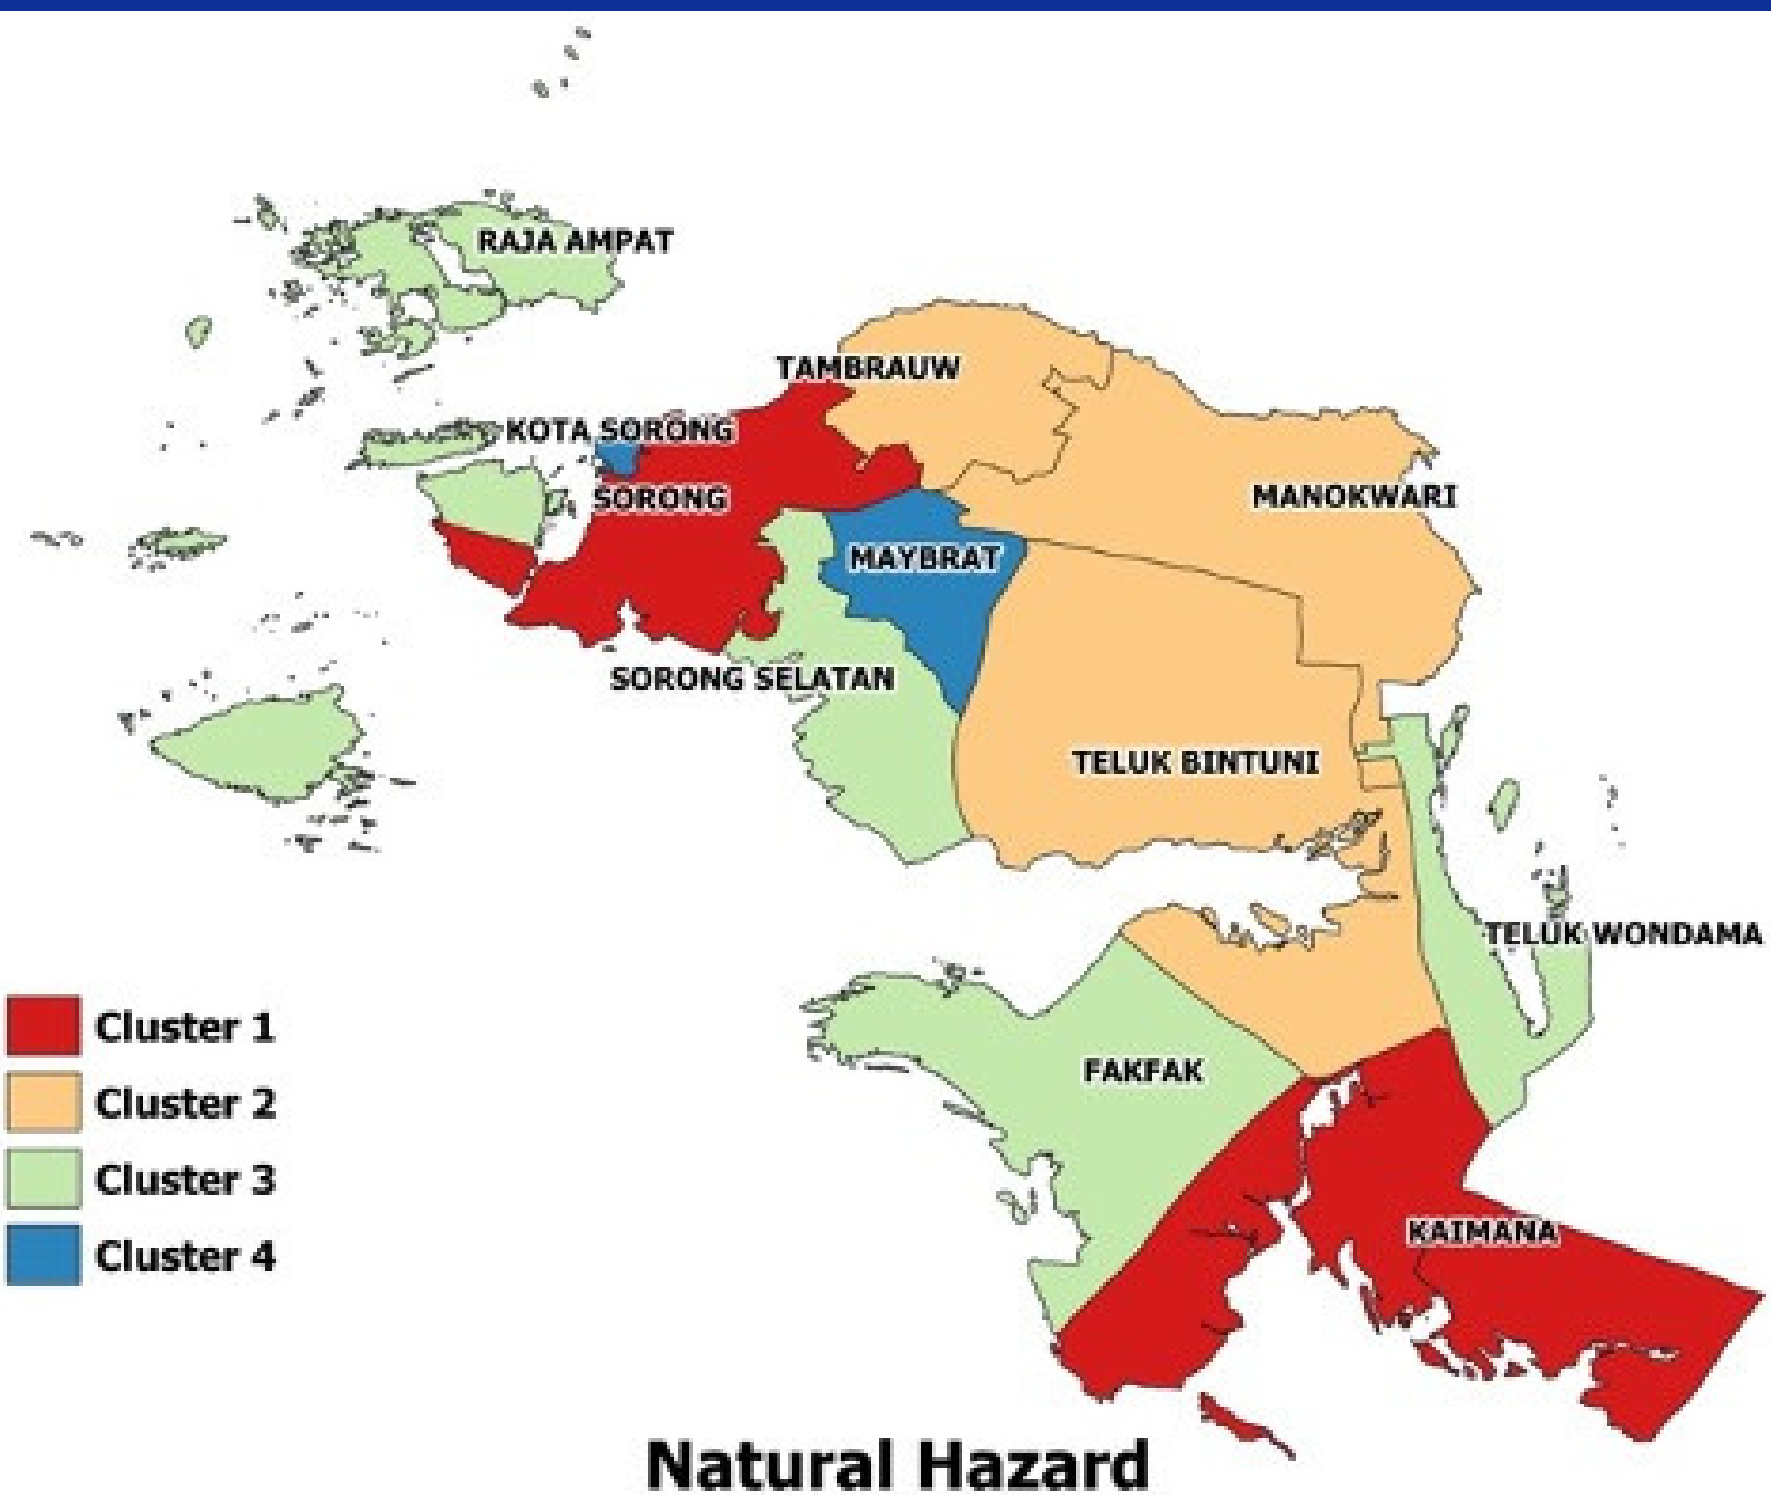 RAJA AMPAT
TAMBRAUW
KOTA SORONG
MANOKWARI
SORONG
MAYBRAT
SORONG SELATAN
TELUK BINTUNI
TELUK WONDAMA
FAKFAK
KAIMANA
Cluster 1
Cluster 2
Cluster 3
Cluster 4
Natural Hazard